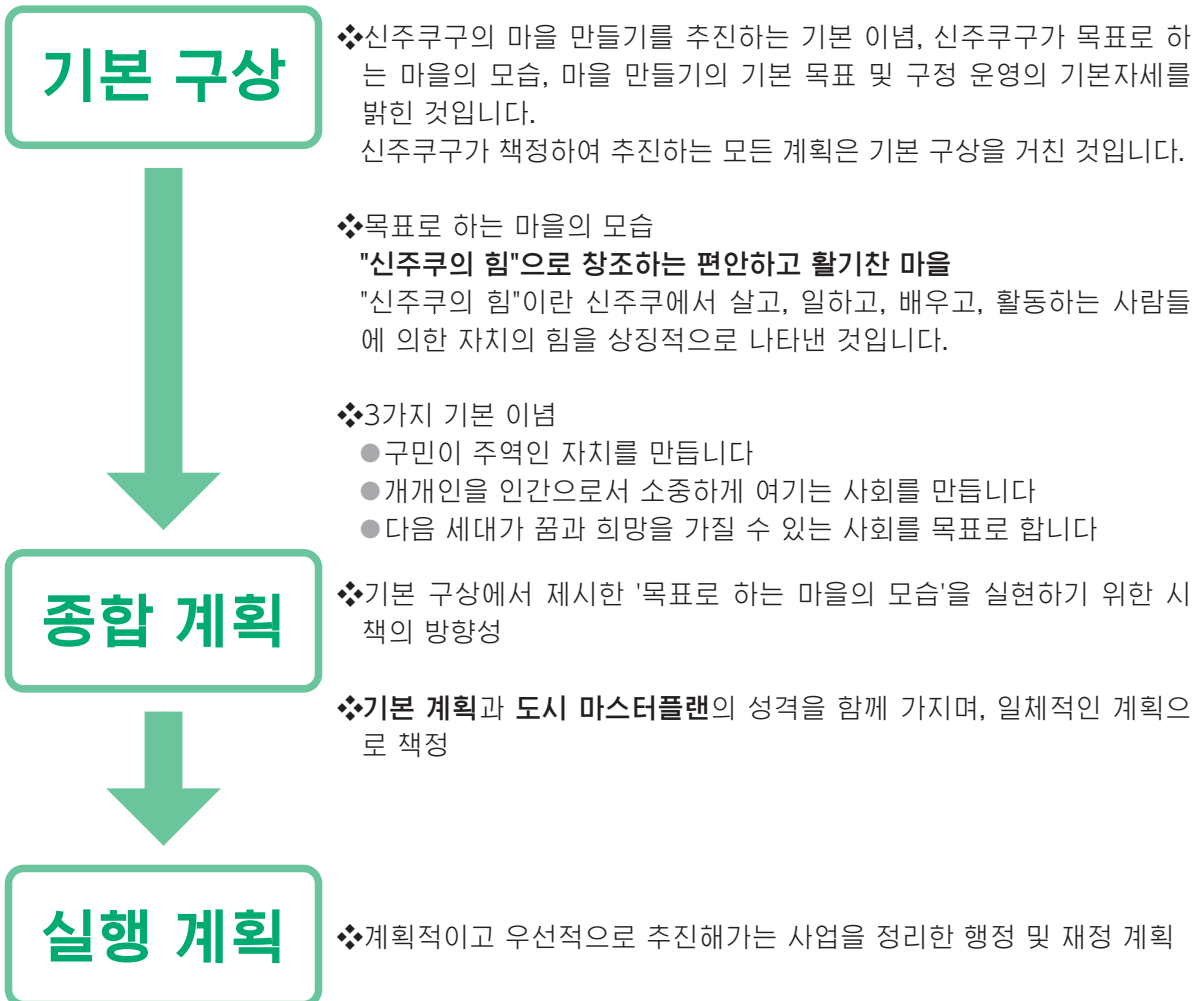 기본 구상
❖신주쿠구의 마을 만들기를 추진하는 기본 이념, 신주쿠구가 목표로 하
는 마을의 모습, 마을 만들기의 기본 목표 및 구정 운영의 기본자세를
밝힌 것입니다.
신주쿠구가 책정하여 추진하는 모든 계획은 기본 구상을 거친 것입니다.
❖목표로 하는 마을의 모습
"신주쿠의 힘"으로 창조하는 편안하고 활기찬 마을
"신주쿠의 힘"이란 신주쿠에서 살고, 일하고, 배우고, 활동하는 사람들
에 의한 자치의 힘을 상징적으로 나타낸 것입니다.
❖3가지 기본 이념
●구민이 주역인 자치를 만듭니다
●개개인을 인간으로서 소중하게 여기는 사회를 만듭니다
●다음 세대가 꿈과 희망을 가질 수 있는 사회를 목표로 합니다
종합 계획
❖기본 구상에서 제시한 '목표로 하는 마을의 모습'을 실현하기 위한 시
책의 방향성
❖기본 계획과 도시 마스터플랜의 성격을 함께 가지며, 일체적인 계획으
로 책정
실행 계획
❖계획적이고 우선적으로 추진해가는 사업을 정리한 행정 및 재정 계획